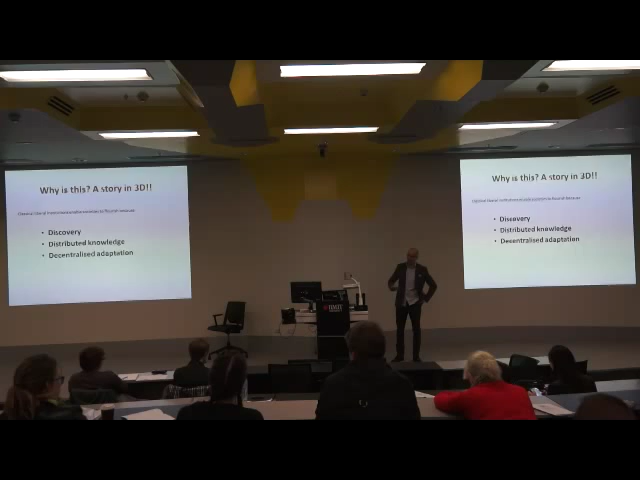 Why is this? A story in 3D!!
• Discovery
• Distributed knowledge
• Decentralised adaptation
Why is this? A story in 3D!!
• Discovery
• Distributed knowledge
• Decentralised adaptation